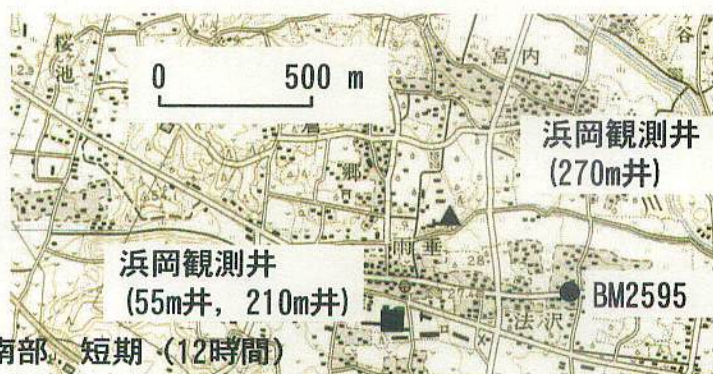 桜池
宮内
0 500 m
浜岡観測井
(270m井)
郷
雨垂
28
浜岡観測井
(55m井, 210m井)
BM2595
法沢
南部 短期 (12時間)